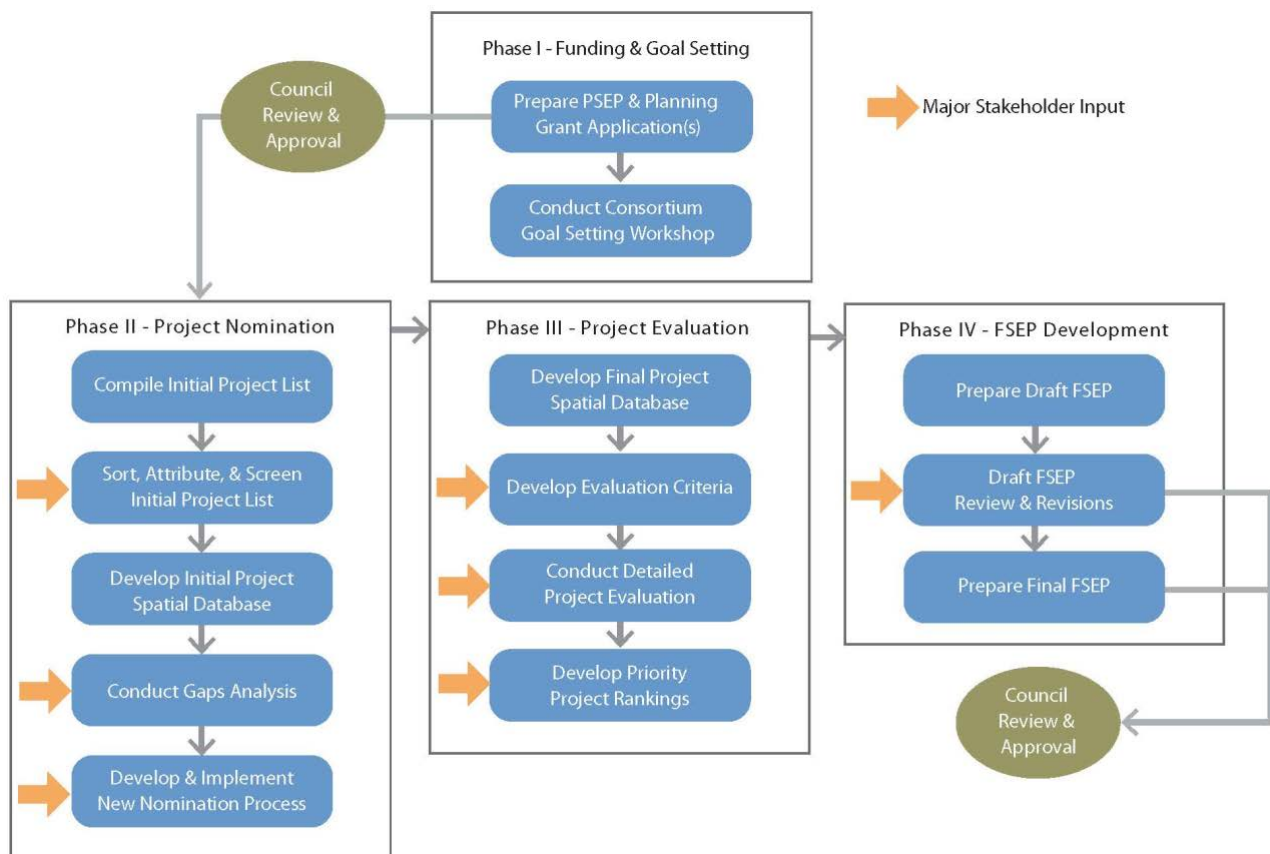 Phase I - Funding & Goal Setting
Council
Review &
Approval
Prepare PSEP & Planning
Grant Application(s)
Major Stakeholder Input
Conduct Consortium
Goal Setting Workshop
Phase II - Project Nomination
Compile Initial Project List
Sort, Attribute, & Screen
Initial Project List
Develop Initial Project
Spatial Database
Conduct Gaps Analysis
Develop & Implement
New Nomination Process
Phase III - Project Evaluation
Develop Final Project
Spatial Database
Develop Evaluation Criteria
Conduct Detailed
Project Evaluation
Develop Priority
Project Rankings
Phase IV - FSEP Development
Prepare Draft FSEP
Draft FSEP
Review & Revisions
Prepare Final FSEP
Council
Review &
Approval